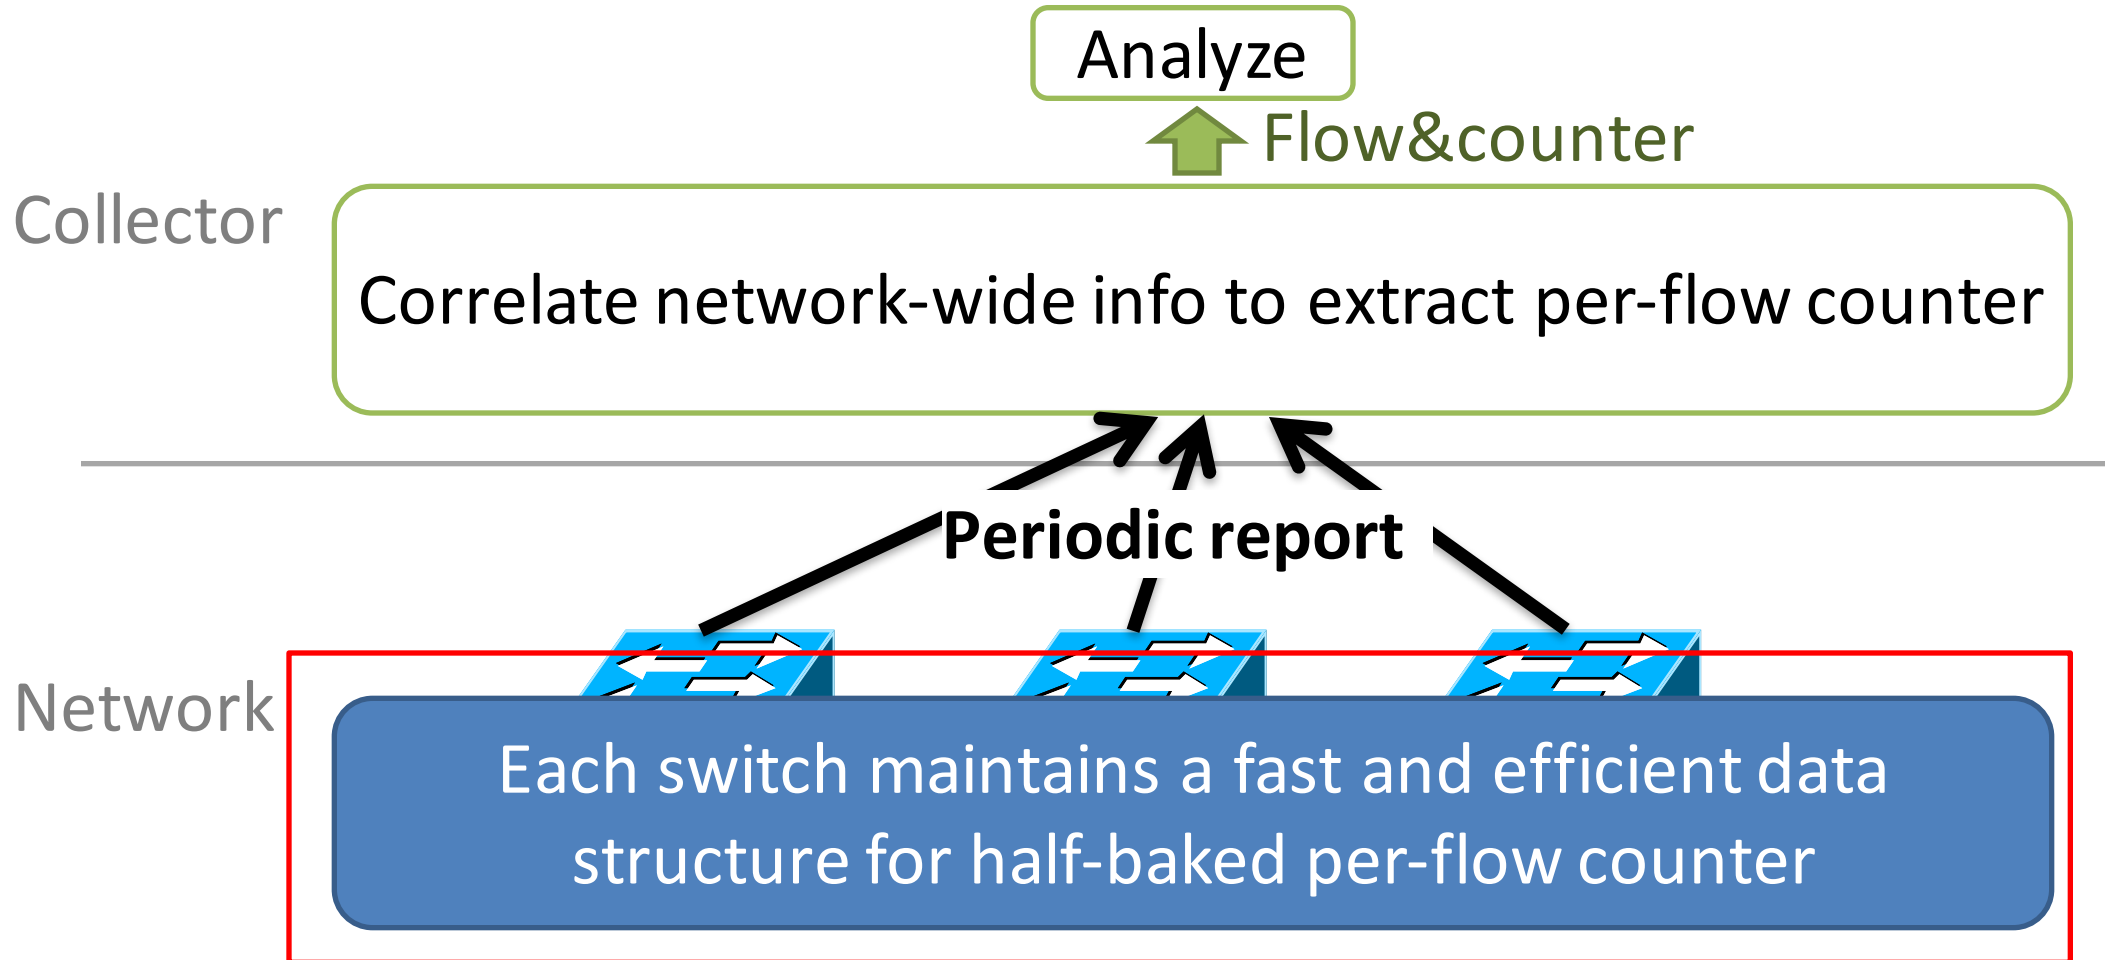 Analyze
Flow&counter
Collector
Correlate network-wide info to extract per-flow counter
Periodic report
Network
Each switch maintains a fast and efficient data
structure for half-baked per-flow counter